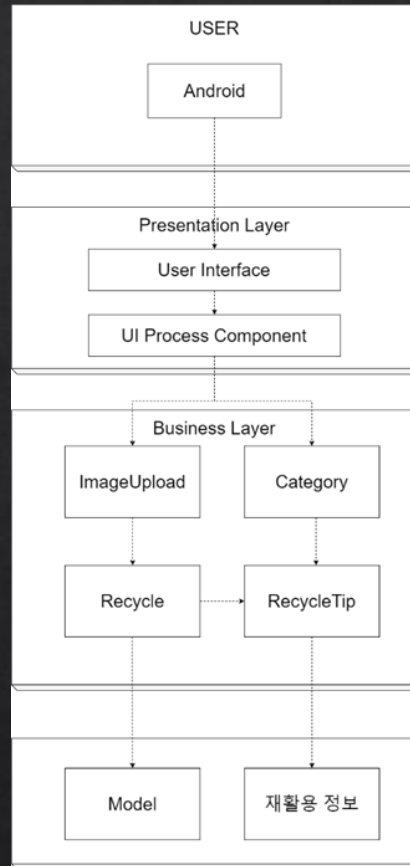 USER
Android
Presentation Layer
User Interface
UI Process Component
Business Layer
ImageUpload
Category
Recycle
RecycleTip
Model
재활용 정보